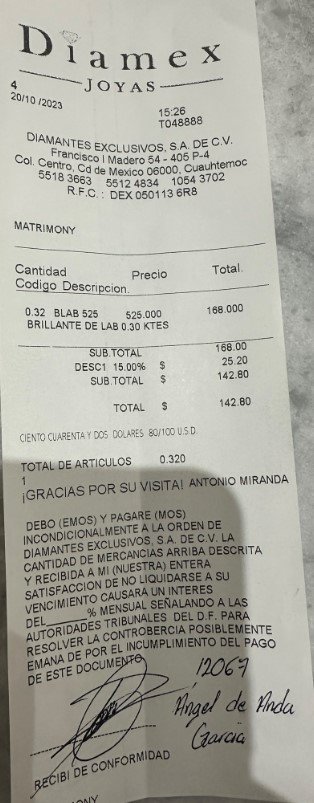 Diamex
JOYAS
4
20/10/2023
15:26
T048888
DIAMANTES EXCLUSIVOS, S.A. DE C.V.
Francisco I Madero 54 - 405 P-4
Col. Centro, Cd de Mexico 06000, Cuauhtemoc
5518 3663 5512 4834 1054 3702
R.F.C.: DEX 050113 6R8
MATRIMONY
Cantidad Precio Total.
Codigo Descripcion.
0.32 BLAB 525 525.000 168.000
BRILLANTE DE LAB 0.30 KTES
SUB.TOTAL 168.00
DESC1 15.00% $ 25.20
SUB.TOTAL $ 142.80
TOTAL $ 142.80
CIENTO CUARENTA Y DOS DOLARES 80/100 U.S.D.
TOTAL DE ARTICULOS 0.320
1
¡GRACIAS POR SU VISITA! ANTONIO MIRANDA
DEBO (EMOS) Y PAGARE (MOS)
INCONDICIONALMENTE A LA ORDEN DE
DIAMANTES EXCLUSIVOS, S.A. DE C.V. LA
CANTIDAD DE MERCANCIAS ARRIBA DESCRITA
Y RECIBIDA A MI (NUESTRA) ENTERA
SATISFACCION DE NO LIQUIDARSE A SU
VENCIMIENTO CAUSARA UN INTERES
DEL______% MENSUAL SEÑALANDO A LAS
AUTORIDADES TRIBUNALES DEL D.F. PARA
RESOLVER LA CONTROBERCIA POSIBLEMENTE
EMANA DE POR EL INCUMPLIMIENTO DEL PAGO
DE ESTE DOCUMENTO
12067
Angel de Anda
Garcia
RECIBI DE CONFORMIDAD